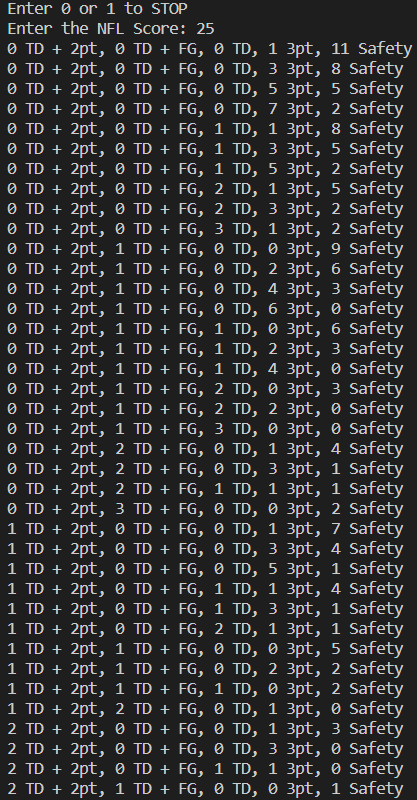 Enter 0 or 1 to STOP
Enter the NFL Score: 25
0 TD + 2pt, 0 TD + FG, 0 TD, 1 3pt, 11 Safety
0 TD + 2pt, 0 TD + FG, 0 TD, 3 3pt, 8 Safety
0 TD + 2pt, 0 TD + FG, 0 TD, 5 3pt, 5 Safety
0 TD + 2pt, 0 TD + FG, 0 TD, 7 3pt, 2 Safety
0 TD + 2pt, 0 TD + FG, 1 TD, 1 3pt, 8 Safety
0 TD + 2pt, 0 TD + FG, 1 TD, 3 3pt, 5 Safety
0 TD + 2pt, 0 TD + FG, 1 TD, 5 3pt, 2 Safety
0 TD + 2pt, 0 TD + FG, 2 TD, 1 3pt, 5 Safety
0 TD + 2pt, 0 TD + FG, 2 TD, 3 3pt, 2 Safety
0 TD + 2pt, 0 TD + FG, 3 TD, 1 3pt, 2 Safety
0 TD + 2pt, 1 TD + FG, 0 TD, 0 3pt, 9 Safety
0 TD + 2pt, 1 TD + FG, 0 TD, 2 3pt, 6 Safety
0 TD + 2pt, 1 TD + FG, 0 TD, 4 3pt, 3 Safety
0 TD + 2pt, 1 TD + FG, 0 TD, 6 3pt, 0 Safety
0 TD + 2pt, 1 TD + FG, 1 TD, 0 3pt, 6 Safety
0 TD + 2pt, 1 TD + FG, 1 TD, 2 3pt, 3 Safety
0 TD + 2pt, 1 TD + FG, 1 TD, 4 3pt, 0 Safety
0 TD + 2pt, 1 TD + FG, 2 TD, 0 3pt, 3 Safety
0 TD + 2pt, 1 TD + FG, 2 TD, 2 3pt, 0 Safety
0 TD + 2pt, 1 TD + FG, 3 TD, 0 3pt, 0 Safety
0 TD + 2pt, 2 TD + FG, 0 TD, 1 3pt, 4 Safety
0 TD + 2pt, 2 TD + FG, 0 TD, 3 3pt, 1 Safety
0 TD + 2pt, 2 TD + FG, 1 TD, 1 3pt, 1 Safety
0 TD + 2pt, 3 TD + FG, 0 TD, 0 3pt, 2 Safety
1 TD + 2pt, 0 TD + FG, 0 TD, 1 3pt, 7 Safety
1 TD + 2pt, 0 TD + FG, 0 TD, 3 3pt, 4 Safety
1 TD + 2pt, 0 TD + FG, 0 TD, 5 3pt, 1 Safety
1 TD + 2pt, 0 TD + FG, 1 TD, 1 3pt, 4 Safety
1 TD + 2pt, 0 TD + FG, 1 TD, 3 3pt, 1 Safety
1 TD + 2pt, 0 TD + FG, 2 TD, 1 3pt, 1 Safety
1 TD + 2pt, 1 TD + FG, 0 TD, 0 3pt, 5 Safety
1 TD + 2pt, 1 TD + FG, 0 TD, 2 3pt, 2 Safety
1 TD + 2pt, 1 TD + FG, 1 TD, 0 3pt, 2 Safety
1 TD + 2pt, 2 TD + FG, 0 TD, 1 3pt, 0 Safety
2 TD + 2pt, 0 TD + FG, 0 TD, 1 3pt, 3 Safety
2 TD + 2pt, 0 TD + FG, 0 TD, 3 3pt, 0 Safety
2 TD + 2pt, 0 TD + FG, 1 TD, 1 3pt, 0 Safety
2 TD + 2pt, 1 TD + FG, 0 TD, 0 3pt, 1 Safety